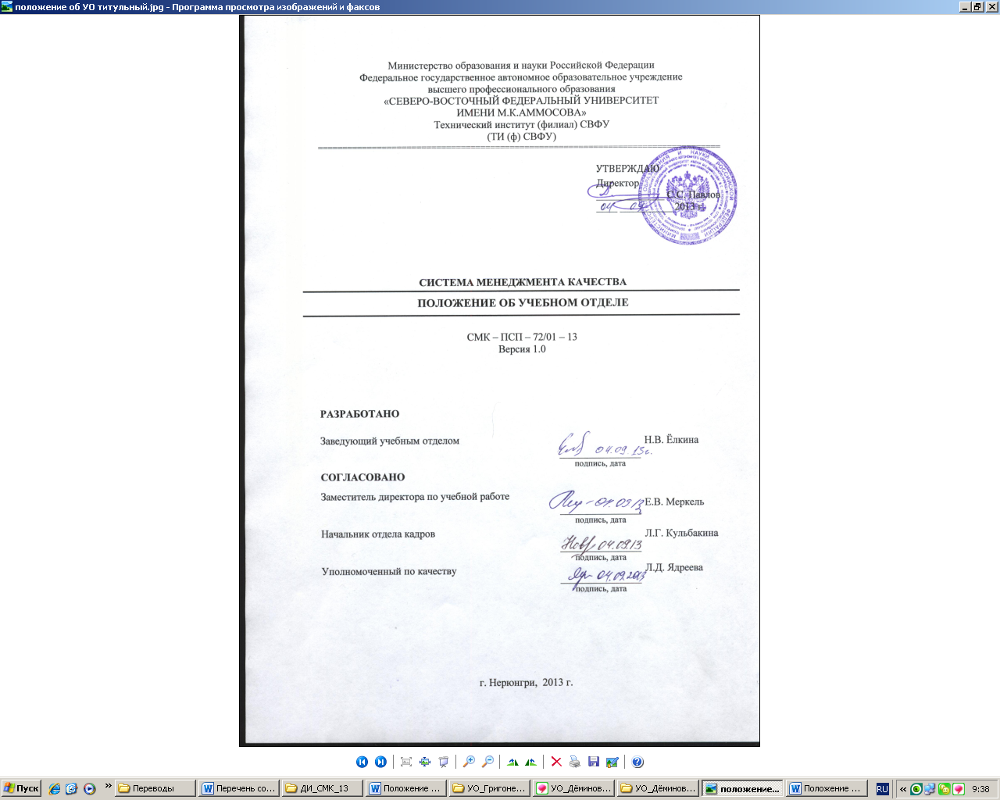 положение об УО титульный.jpg - Программа просмотра изображений и факсов
Министерство образования и науки Российской Федерации
Федеральное государственное автономное образовательное учреждение
высшего профессионального образования
«СЕВЕРО-ВОСТОЧНЫЙ ФЕДЕРАЛЬНЫЙ УНИВЕРСИТЕТ
ИМЕНИ М.К.АММОСОВА»
Технический институт (филиал) СВФУ
(ТИ (ф) СВФУ)
УТВЕРЖДАЮ
Директор
С.С. Павлов
04 09 2013 г.
СИСТЕМА МЕНЕДЖМЕНТА КАЧЕСТВА
ПОЛОЖЕНИЕ ОБ УЧЕБНОМ ОТДЕЛЕ
СМК – ПСП – 72/01 – 13
Версия 1.0
РАЗРАБОТАНО
Заведующий учебным отделом 04.09.13г. Н.В. Ёлкина
подпись, дата
СОГЛАСОВАНО
Заместитель директора по учебной работе 04.09.13 Е.В. Меркель
подпись, дата
Начальник отдела кадров 04.09.13 Л.Г. Кульбакина
подпись, дата
Уполномоченный по качеству 04.09.2013 Л.Д. Ядреева
подпись, дата
г. Нерюнгри, 2013 г.
Пуск » Переводы Перечень со... ДИ_СМК_13 Положение ... УО_Григоне... УО_Дёминов... УО_Дёминов... положение... Положение ... RU « 9:38